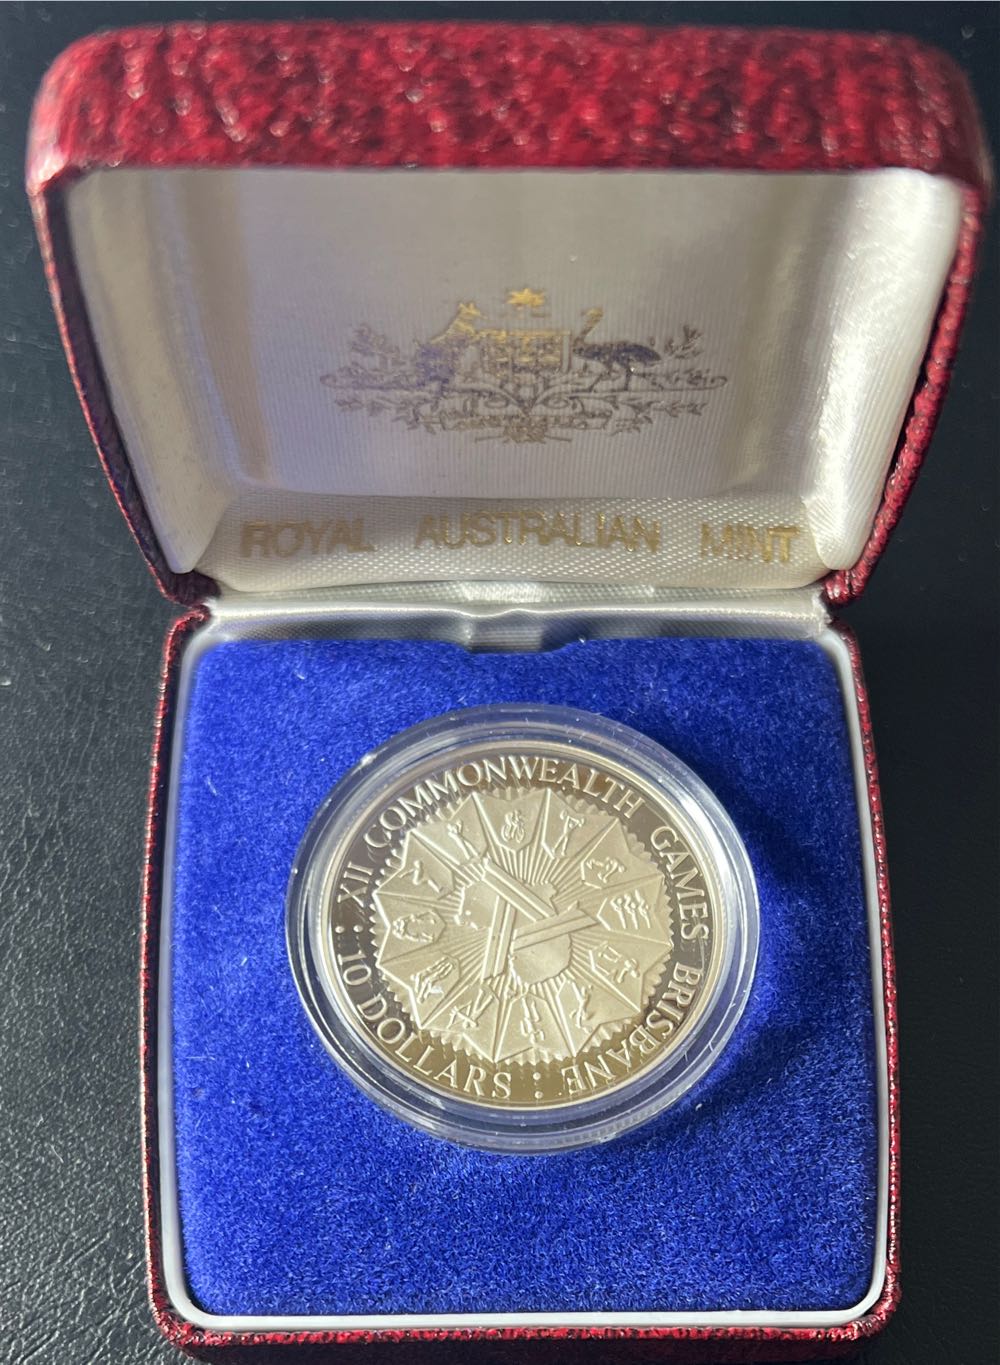 ROYAL AUSTRALIAN MINT
XII COMMONWEALTH GAMES BRISBANE :
10 DOLLARS :